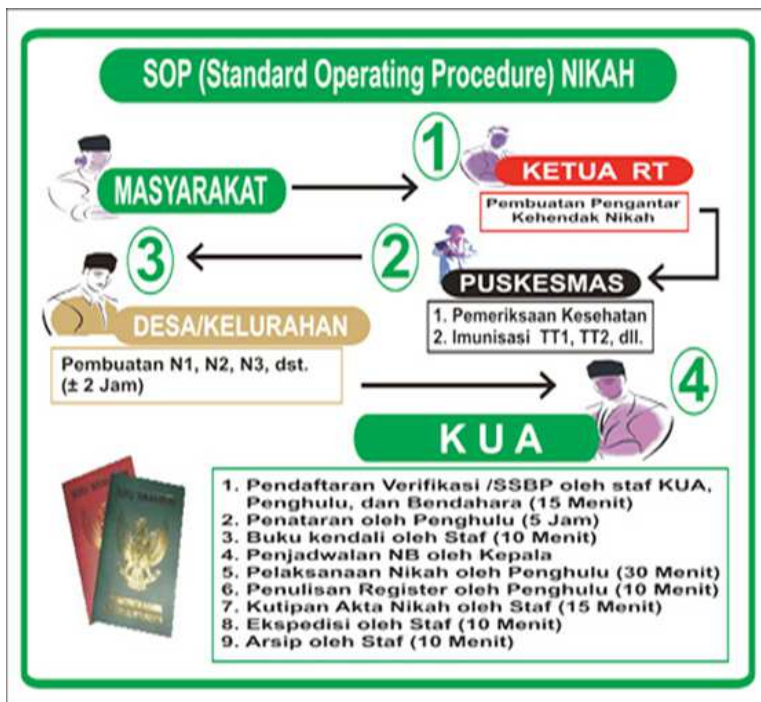 SOP (Standard Operating Procedure) NIKAH
MASYARAKAT
1
KETUA RT
Pembuatan Pengantar
Kehendak Nikah
2
PUSKESMAS
1. Pemeriksaan Kesehatan
2. Imunisasi TT1, TT2, dll.
3
DESA/KELURAHAN
Pembuatan N1, N2, N3, dst.
(± 2 Jam)
4
KUA
1. Pendaftaran Verifikasi /SSBP oleh staf KUA,
Penghulu, dan Bendahara (15 Menit)
2. Penataran oleh Penghulu (5 Jam)
3. Buku kendali oleh Staf (10 Menit)
4. Penjadwalan NB oleh Kepala
5. Pelaksanaan Nikah oleh Penghulu (30 Menit)
6. Penulisan Register oleh Penghulu (10 Menit)
7. Kutipan Akta Nikah oleh Staf (15 Menit)
8. Ekspedisi oleh Staf (10 Menit)
9. Arsip oleh Staf (10 Menit)